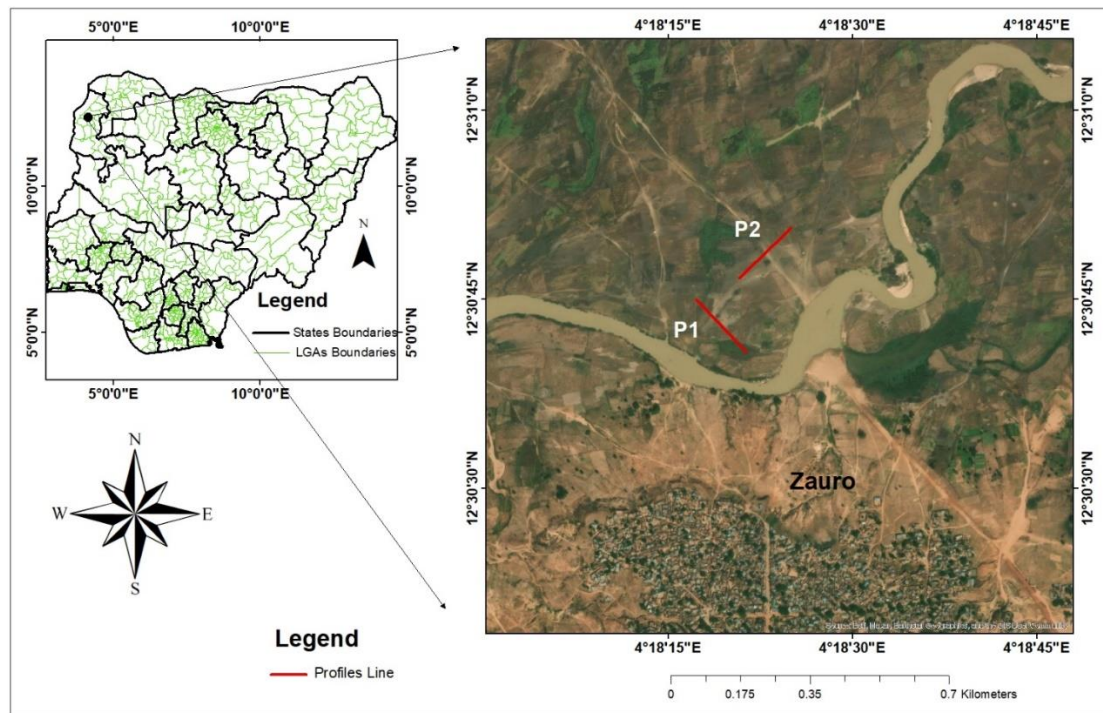 5°0'0"E 10°0'0"E
10°0'0"N
5°0'0"N
10°0'0"N
5°0'0"N
5°0'0"E 10°0'0"E
N
Legend
States Boundaries
LGAs Boundaries
N
W E
S
Legend
Profiles Line
4°18'15"E 4°18'30"E 4°18'45"E
12°31'0"N
12°30'45"N
12°30'30"N
12°31'0"N
12°30'45"N
12°30'30"N
P2
P1
Zauro
4°18'15"E 4°18'30"E 4°18'45"E
0 0.175 0.35 0.7 Kilometers